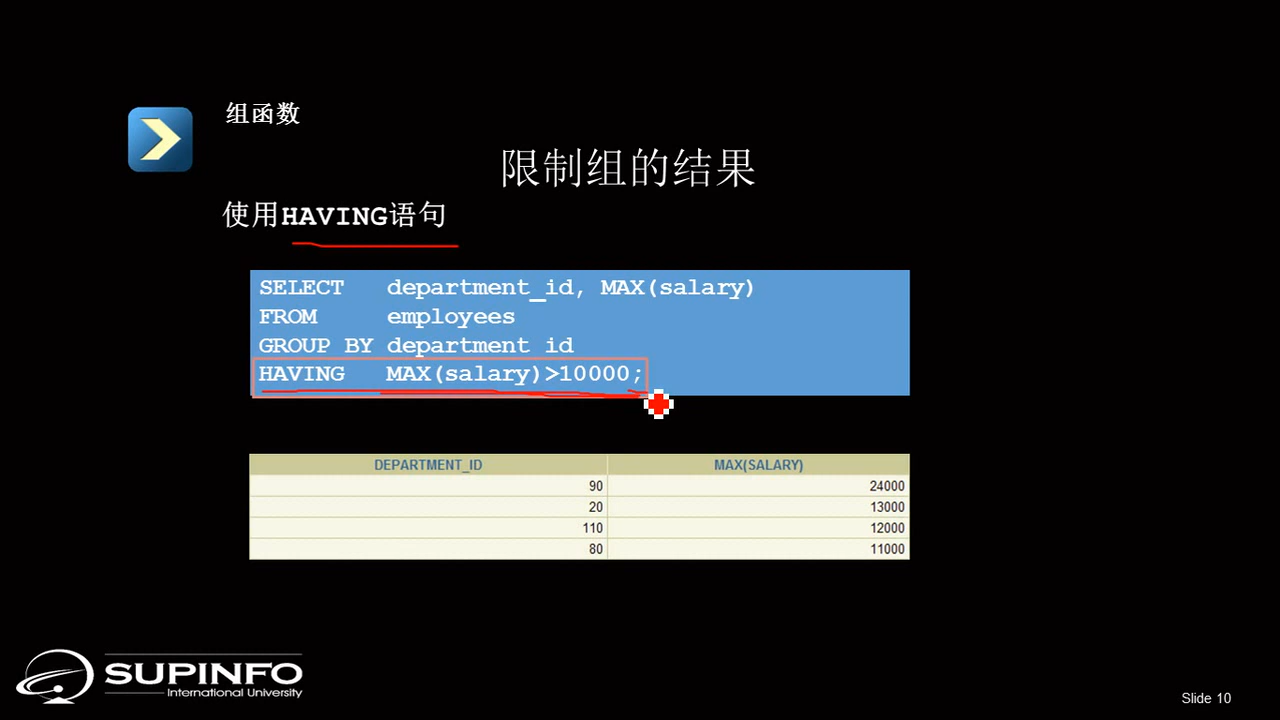 组函数
限制组的结果
使用HAVING语句
SELECT department_id, MAX(salary)
FROM employees
GROUP BY department id
HAVING MAX(salary)>10000;
DEPARTMENT_ID MAX(SALARY)
90 24000
20 13000
110 12000
80 11000
SUPINFO
International University
Slide 10